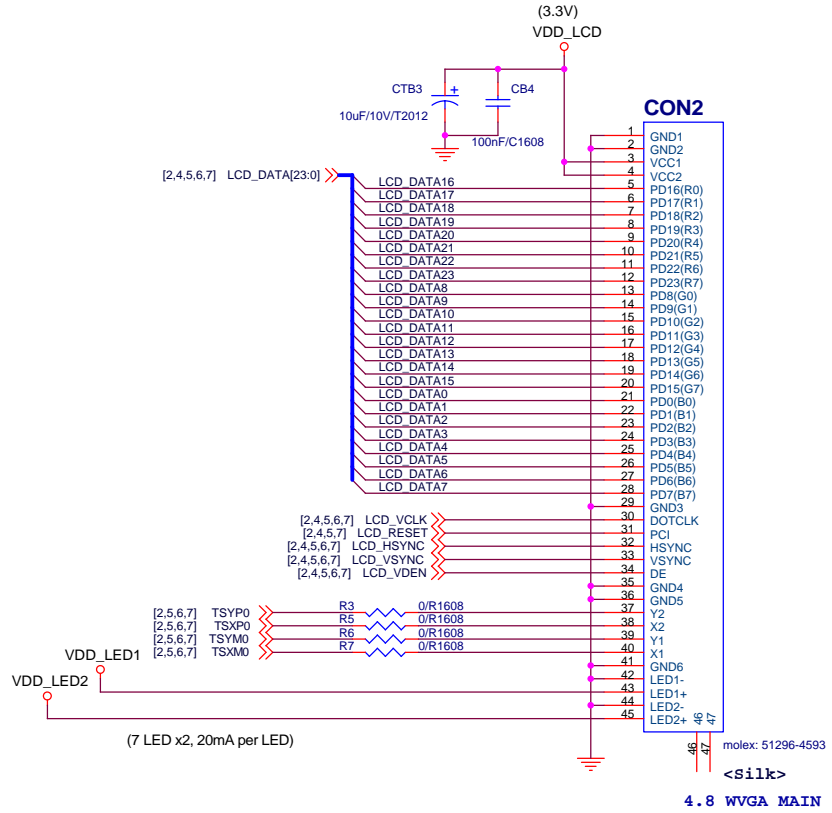 (3.3V)
VDD_LCD
CTB3
+
CB4
10uF/10V/T2012
100nF/C1608
CON2
[2,4,5,6,7] LCD_DATA[23:0]
1 GND1
2 GND2
3 VCC1
4 VCC2
LCD_DATA16 5 PD16(R0)
LCD_DATA17 6 PD17(R1)
LCD_DATA18 7 PD18(R2)
LCD_DATA19 8 PD19(R3)
LCD_DATA20 9 PD20(R4)
LCD_DATA21 10 PD21(R5)
LCD_DATA22 11 PD22(R6)
LCD_DATA23 12 PD23(R7)
LCD_DATA8 13 PD8(G0)
LCD_DATA9 14 PD9(G1)
LCD_DATA10 15 PD10(G2)
LCD_DATA11 16 PD11(G3)
LCD_DATA12 17 PD12(G4)
LCD_DATA13 18 PD13(G5)
LCD_DATA14 19 PD14(G6)
LCD_DATA15 20 PD15(G7)
LCD_DATA0 21 PD0(B0)
LCD_DATA1 22 PD1(B1)
LCD_DATA2 23 PD2(B2)
LCD_DATA3 24 PD3(B3)
LCD_DATA4 25 PD4(B4)
LCD_DATA5 26 PD5(B5)
LCD_DATA6 27 PD6(B6)
LCD_DATA7 28 PD7(B7)
29 GND3
[2,4,5,6,7] LCD_VCLK 30 DOTCLK
[2,4,5,7] LCD_RESET 31 PCI
[2,4,5,6,7] LCD_HSYNC 32 HSYNC
[2,4,5,6,7] LCD_VSYNC 33 VSYNC
[2,4,5,6,7] LCD_VDEN 34 DE
35 GND4
36 GND5
[2,5,6,7] TSYP0 R3 0/R1608 37 Y2
[2,5,6,7] TSXP0 R5 0/R1608 38 X2
[2,5,6,7] TSYM0 R6 0/R1608 39 Y1
[2,5,6,7] TSXM0 R7 0/R1608 40 X1
41 GND6
42 LED1-
VDD_LED1 43 LED1+
44 LED2-
VDD_LED2 45 LED2+
46 47
46 47
(7 LED x2, 20mA per LED)
molex: 51296-4593
<Silk>
4.8 WVGA MAIN